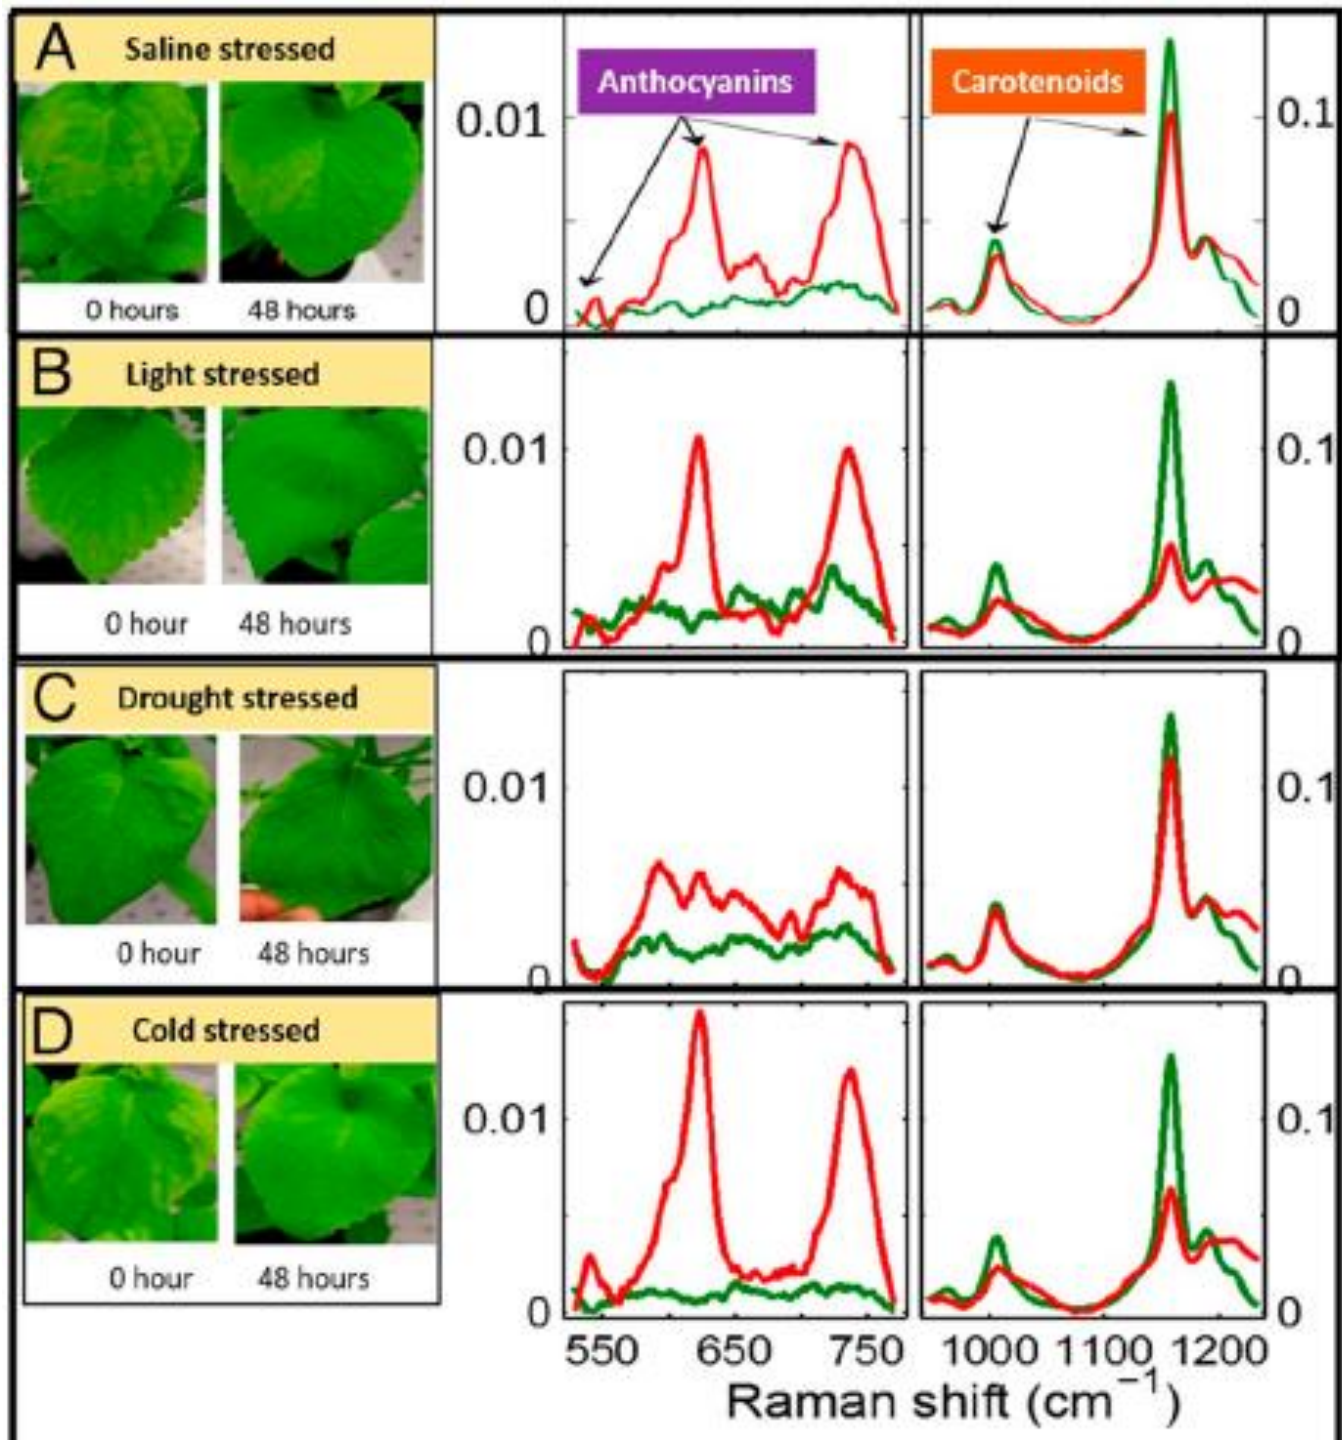 A Saline stressed
0 hours 48 hours
Anthocyanins
Carotenoids
0.01
0
0.1
0
B Light stressed
0 hour 48 hours
0.01
0
0.1
0
C Drought stressed
0 hour 48 hours
0.01
0
0.1
0
D Cold stressed
0 hour 48 hours
0.01
0
0.1
0
550 650 750 1000 1100 1200
Raman shift (cm⁻¹)